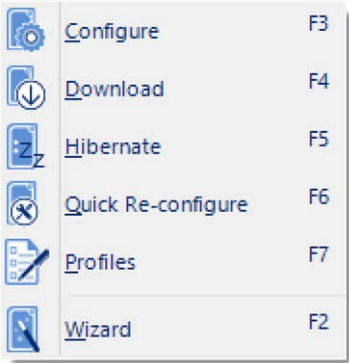 Configure F3
Download F4
Hibernate F5
Quick Re-configure F6
Profiles F7
Wizard F2